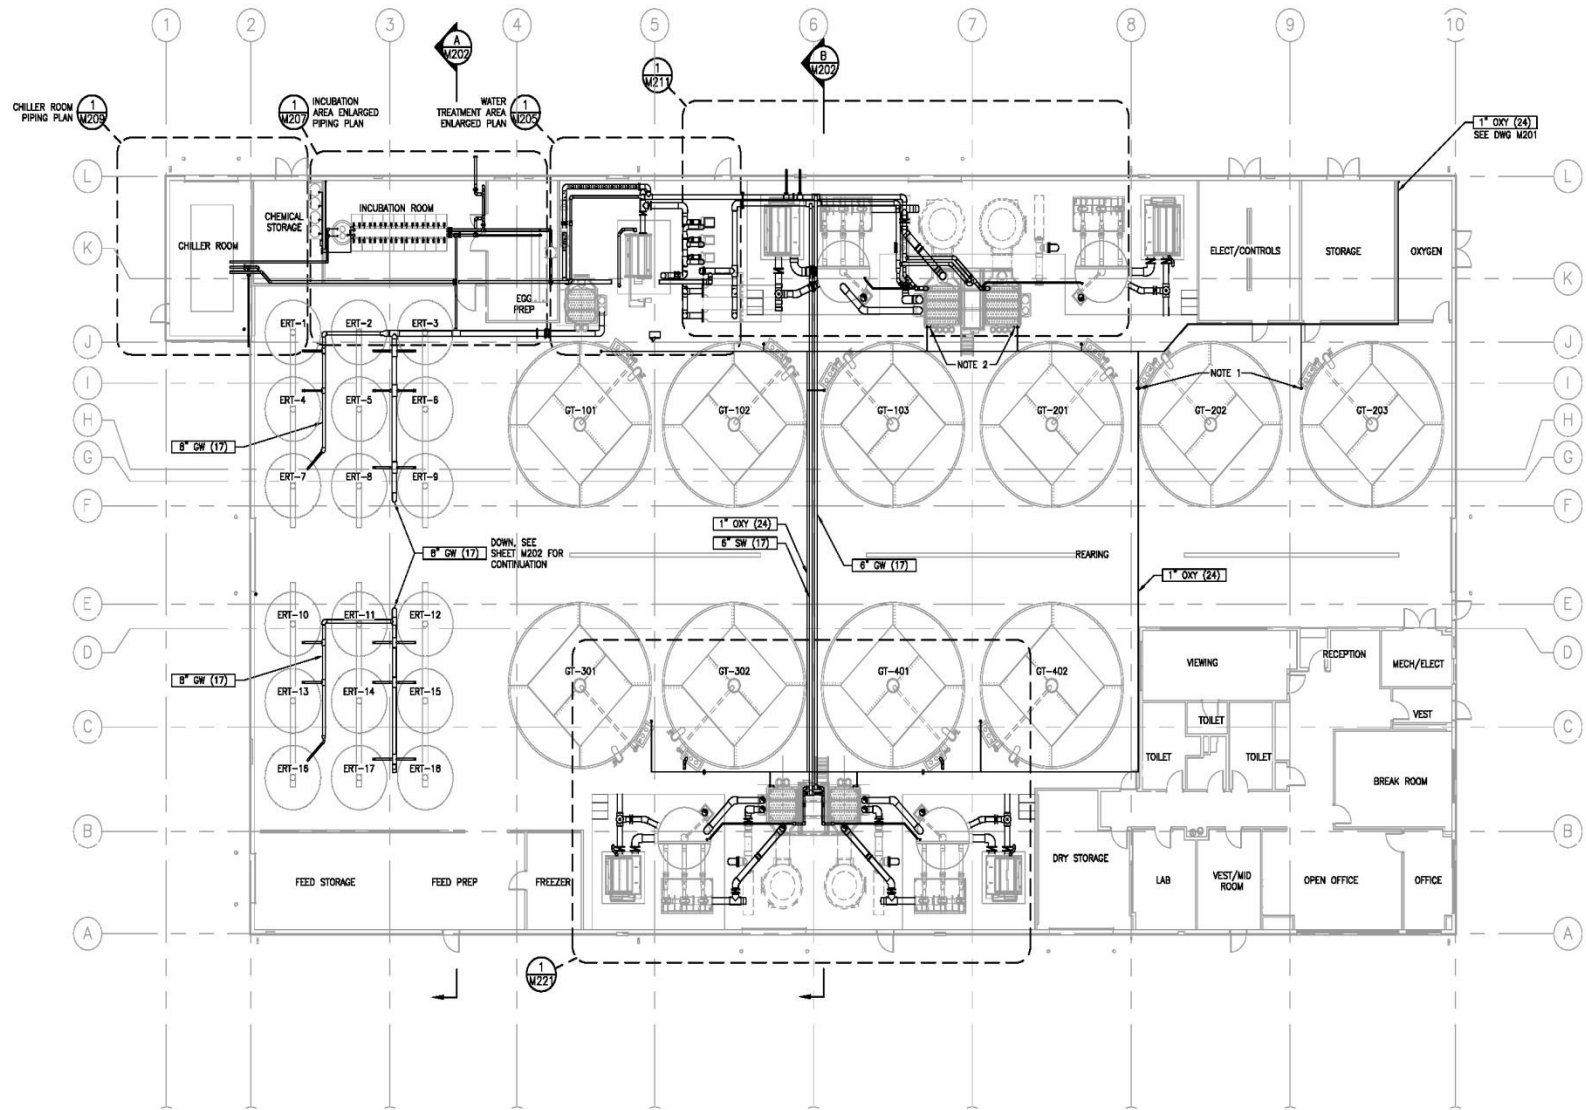 1
2
3
4
5
6
7
8
9
10
A
M202
B
M202
1
M211
CHILLER ROOM
PIPING PLAN
1
M209
1
M207
INCUBATION
AREA ENLARGED
PIPING PLAN
WATER
TREATMENT AREA
ENLARGED PLAN
1
M205
1" OXY (24)
SEE DWG M201
L
L
CHEMICAL
STORAGE
INCUBATION ROOM
CHILLER ROOM
ELECT/CONTROLS
STORAGE
OXYGEN
K
K
EGG
PREP
ERT-1
ERT-2
ERT-3
J
J
NOTE 2
NOTE 1
I
I
ERT-4
ERT-5
ERT-6
GT-101
GT-102
GT-103
GT-201
GT-202
GT-203
H
H
8" GW (17)
G
G
ERT-7
ERT-8
ERT-9
F
F
1" OXY (24)
6" SW (17)
8" GW (17)
DOWN, SEE
SHEET M202 FOR
CONTINUATION
6" GW (17)
REARING
1" OXY (24)
E
E
ERT-10
ERT-11
ERT-12
D
D
VIEWING
RECEPTION
MECH/ELECT
GT-301
GT-302
GT-401
GT-402
8" GW (17)
ERT-13
ERT-14
ERT-15
C
C
TOILET
VEST
TOILET
TOILET
ERT-16
ERT-17
ERT-18
BREAK ROOM
B
B
DRY STORAGE
FEED STORAGE
FEED PREP
FREEZER
LAB
VEST/MID
ROOM
OPEN OFFICE
OFFICE
A
A
1
M221